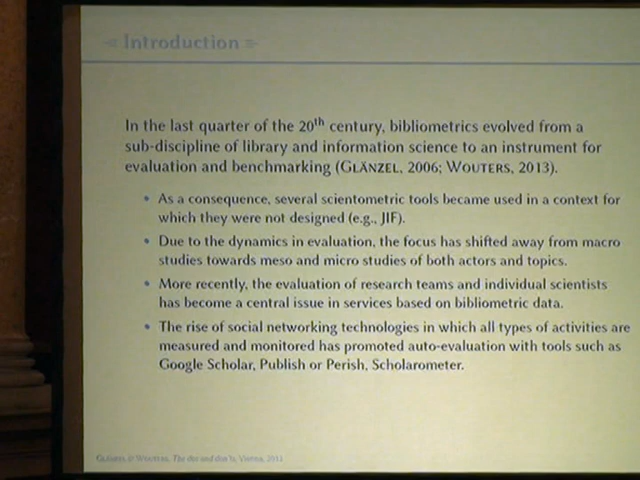 Introduction
In the last quarter of the 20th century, bibliometrics evolved from a
sub-discipline of library and information science to an instrument for
evaluation and benchmarking (GLÄNZEL, 2006; WOUTERS, 2013).
• As a consequence, several scientometric tools became used in a context for
which they were not designed (e.g., JIF).
• Due to the dynamics in evaluation, the focus has shifted away from macro
studies towards meso and micro studies of both actors and topics.
• More recently, the evaluation of research teams and individual scientists
has become a central issue in services based on bibliometric data.
• The rise of social networking technologies in which all types of activities are
measured and monitored has promoted auto-evaluation with tools such as
Google Scholar, Publish or Perish, Scholarometer.
GLÄNZEL & WOUTERS, The dos and don'ts, Vienna, 2013